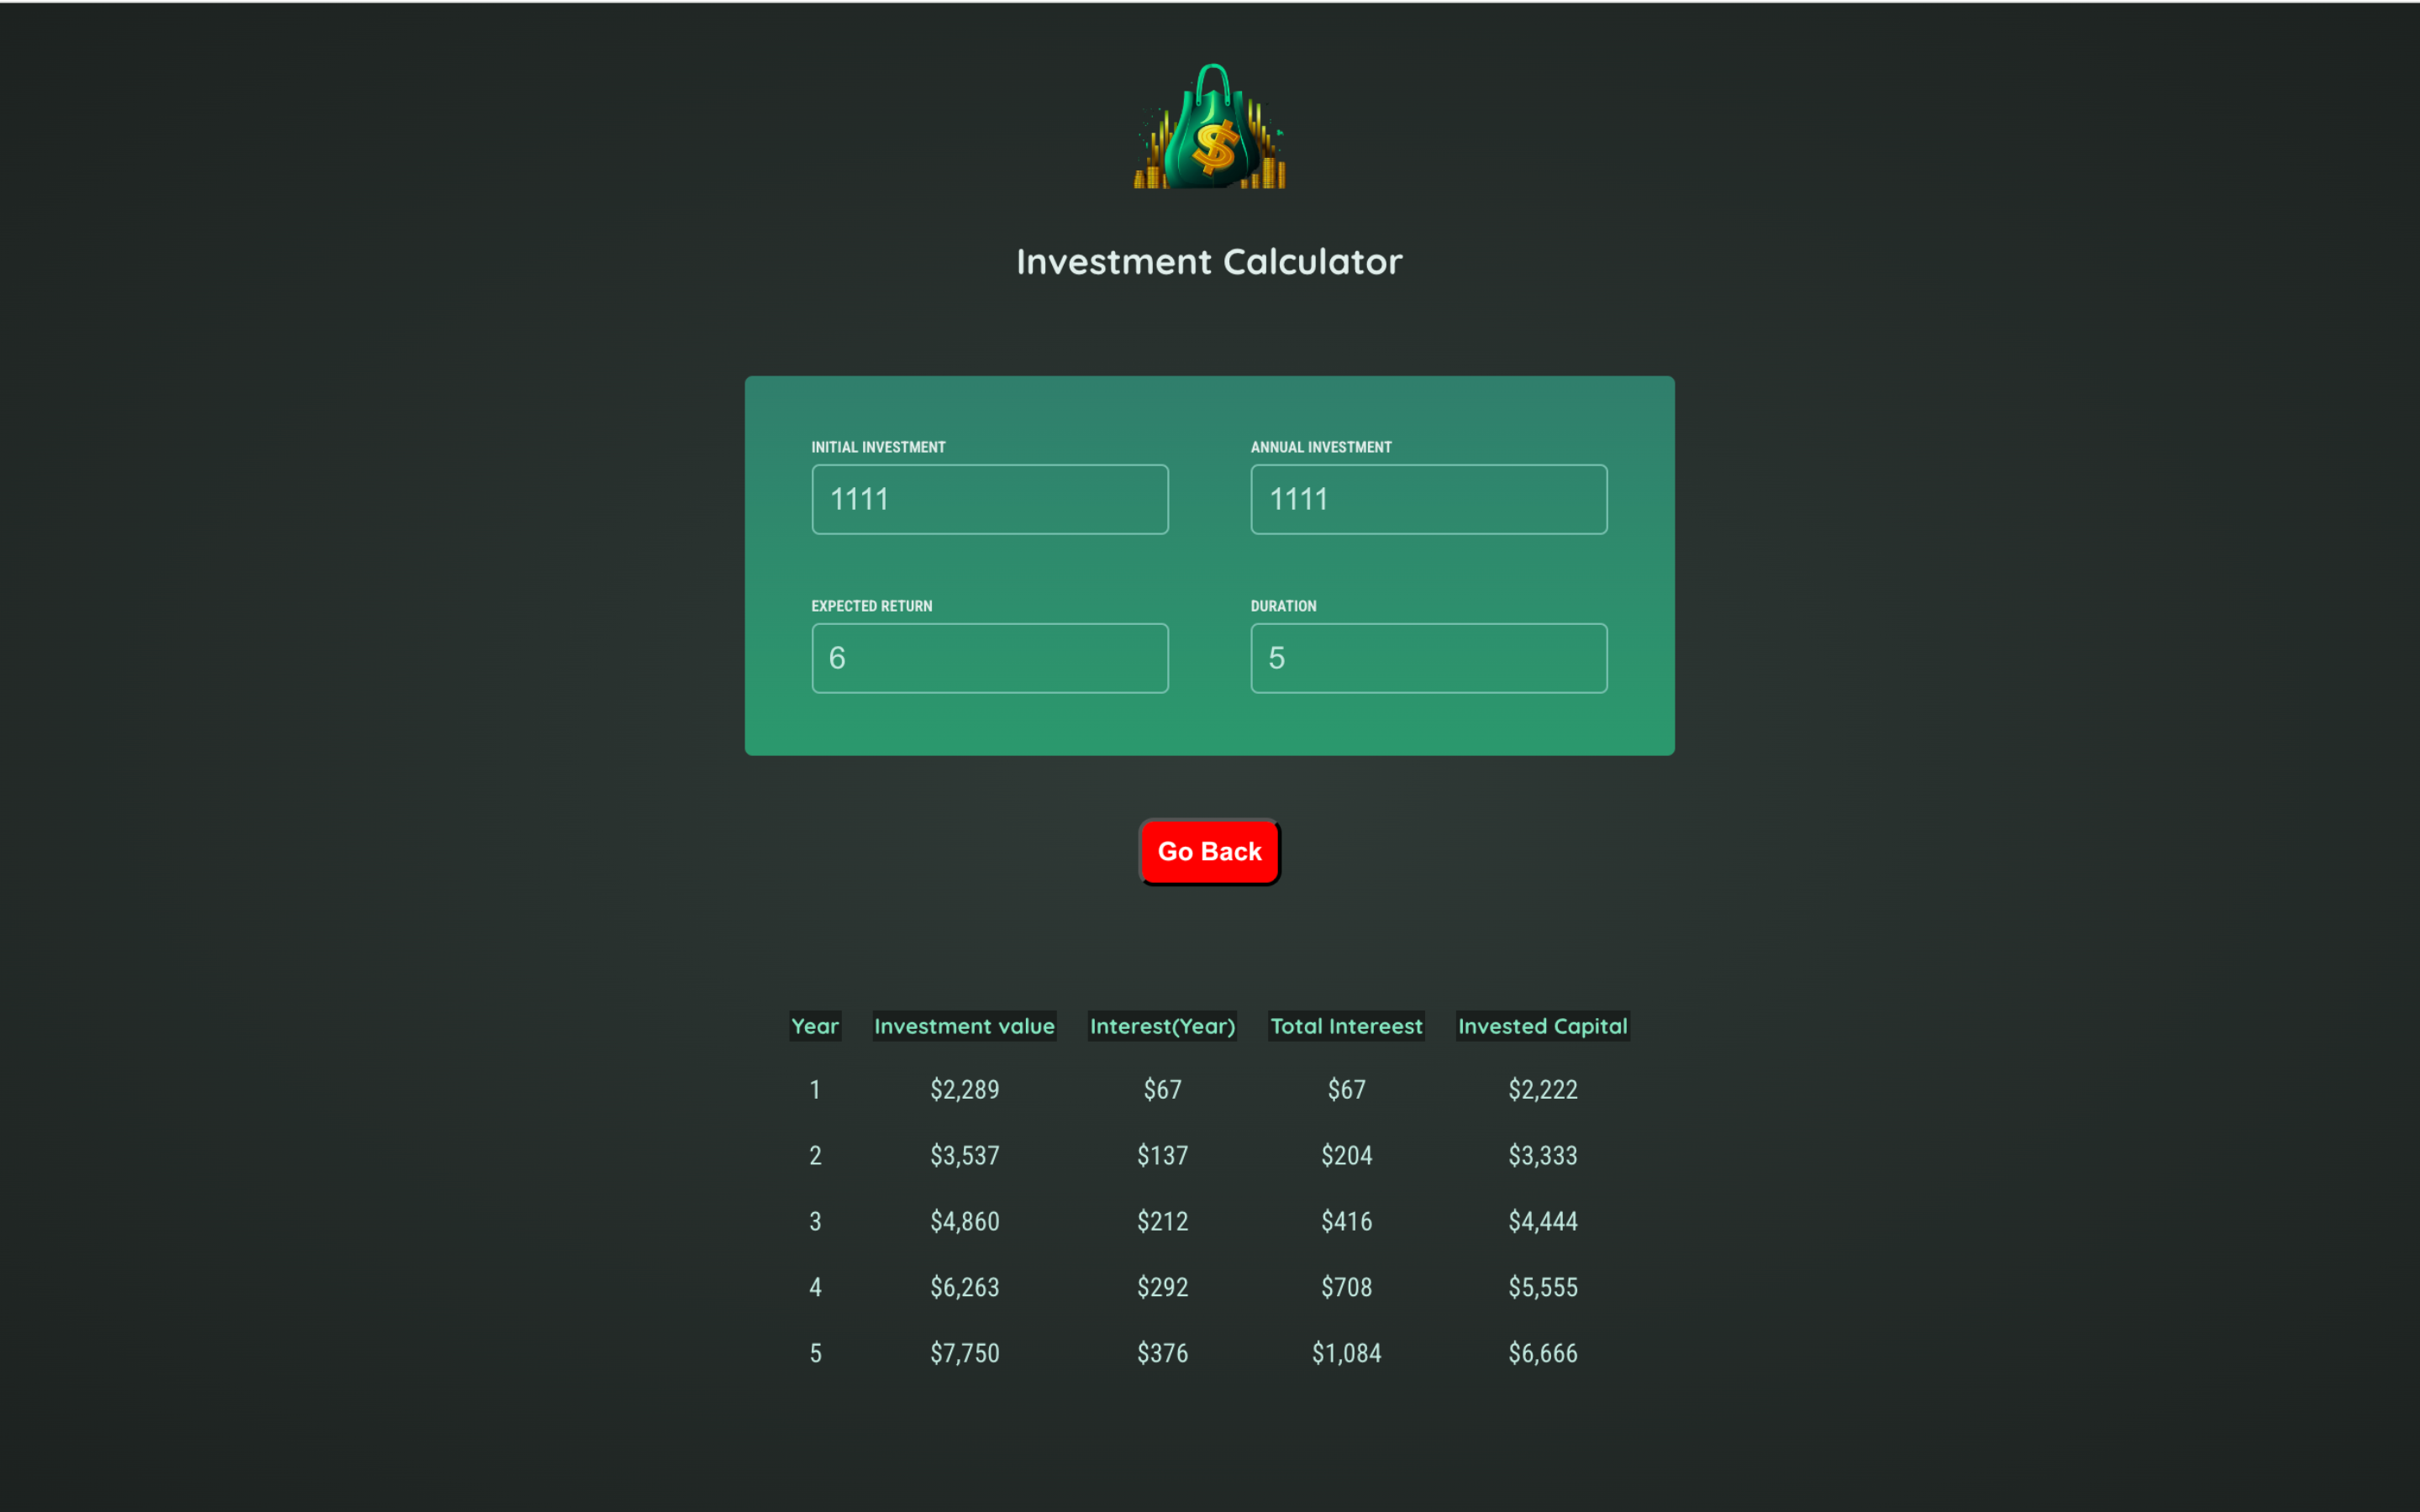 $
Investment Calculator
INITIAL INVESTMENT ANNUAL INVESTMENT
1111 1111
EXPECTED RETURN DURATION
6 5
Go Back
Year Investment value Interest(Year) Total Intereest Invested Capital
1 $2,289 $67 $67 $2,222
2 $3,537 $137 $204 $3,333
3 $4,860 $212 $416 $4,444
4 $6,263 $292 $708 $5,555
5 $7,750 $376 $1,084 $6,666